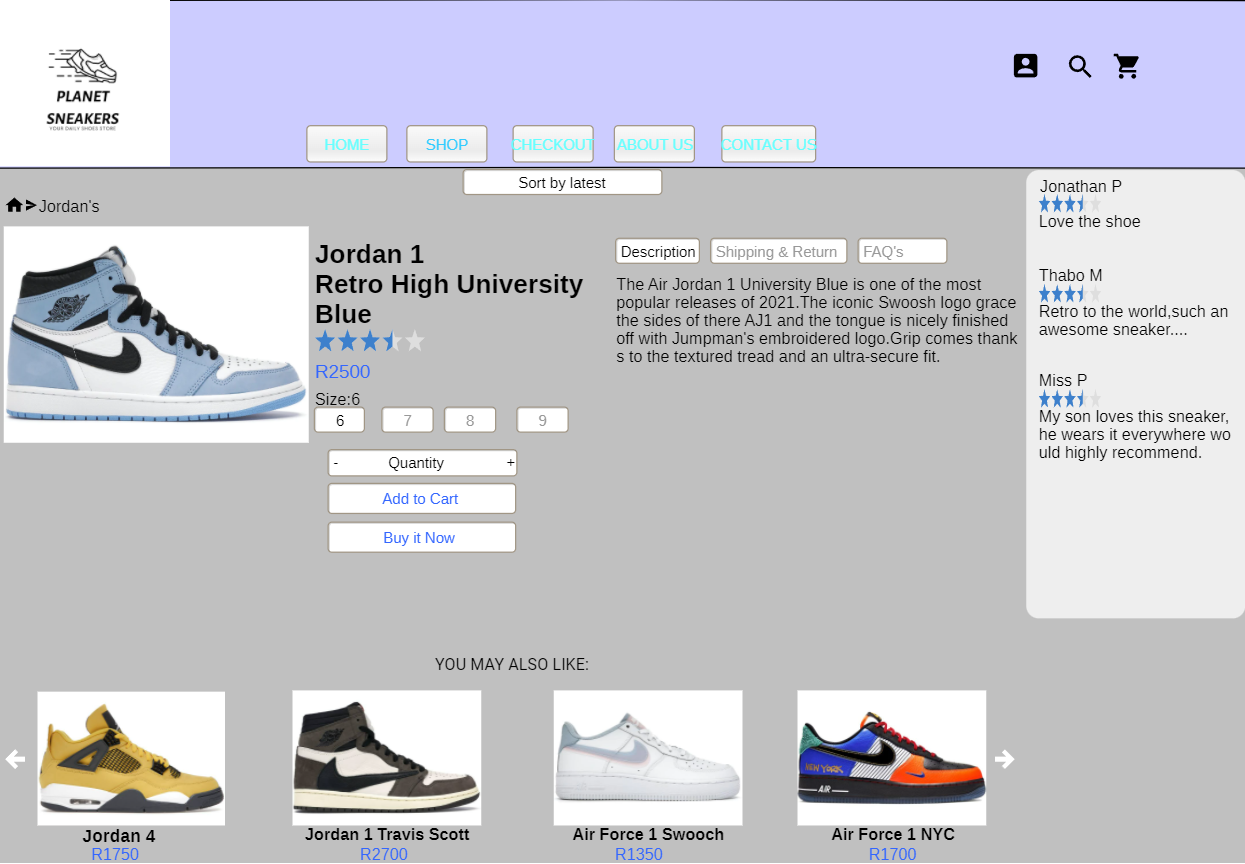 PLANET
SNEAKERS
YOUR DAILY SHOES STORE
HOME
SHOP
CHECKOUT
ABOUT US
CONTACT US
Sort by latest
Jordan's
Jordan 1
Retro High University
Blue
R2500
Size:6
6
7
8
9
- Quantity +
Add to Cart
Buy it Now
Description
Shipping & Return
FAQ's
The Air Jordan 1 University Blue is one of the most
popular releases of 2021.The iconic Swoosh logo grace
the sides of there AJ1 and the tongue is nicely finished
off with Jumpman's embroidered logo.Grip comes thank
s to the textured tread and an ultra-secure fit.
Jonathan P
Love the shoe
Thabo M
Retro to the world,such an
awesome sneaker....
Miss P
My son loves this sneaker,
he wears it everywhere wo
uld highly recommend.
YOU MAY ALSO LIKE:
NEW YORK
AIR
Jordan 4
R1750
Jordan 1 Travis Scott
R2700
Air Force 1 Swooch
R1350
Air Force 1 NYC
R1700